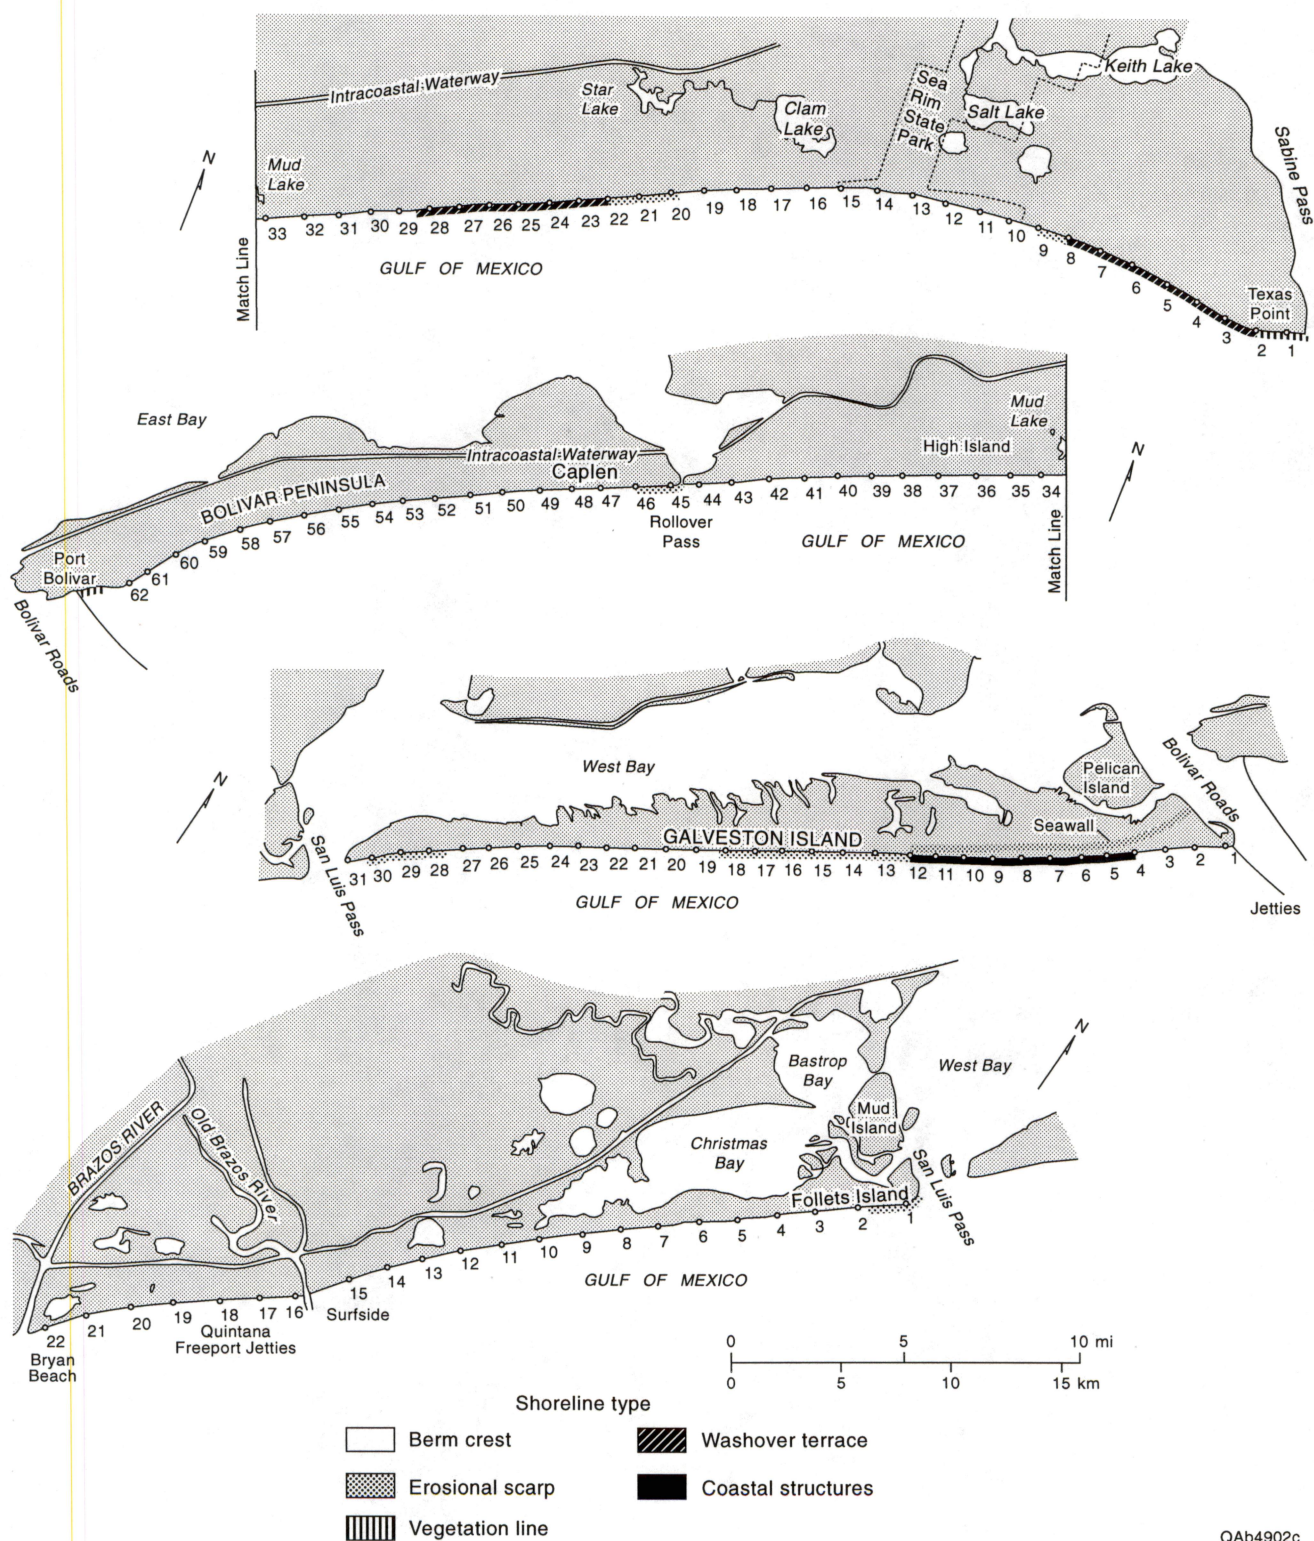 Intracoastal Waterway
Star
Lake
Clam
Lake
Sea
Rim
State
Park
Salt Lake
Keith Lake
Sabine Pass
N
Mud
Lake
33 32 31 30 29 28 27 26 25 24 23 22 21 20 19 18 17 16 15 14 13 12 11 10 9 8 7 6 5 4 3 2 1
Texas
Point
Match Line
GULF OF MEXICO
East Bay
Mud
Lake
High Island
N
Intracoastal Waterway
Caplen
BOLIVAR PENINSULA
62 61 60 59 58 57 56 55 54 53 52 51 50 49 48 47 46 45 44 43 42 41 40 39 38 37 36 35 34
Rollover
Pass
GULF OF MEXICO
Match Line
Port
Bolivar
Bolivar Roads
N
West Bay
Pelican
Island
Bolivar Roads
Seawall
GALVESTON ISLAND
San Luis Pass
31 30 29 28 27 26 25 24 23 22 21 20 19 18 17 16 15 14 13 12 11 10 9 8 7 6 5 4 3 2 1
GULF OF MEXICO
Jetties
N
Bastrop
Bay
West Bay
Mud
Island
BRAZOS RIVER
Old Brazos River
Christmas
Bay
San Luis Pass
Follets Island
22 21 20 19 18 17 16 15 14 13 12 11 10 9 8 7 6 5 4 3 2 1
GULF OF MEXICO
Surfside
Quintana
Freeport Jetties
Bryan
Beach
0 5 10 mi
0 5 10 15 km
Shoreline type
Berm crest
Washover terrace
Erosional scarp
Coastal structures
Vegetation line
QAb4902c